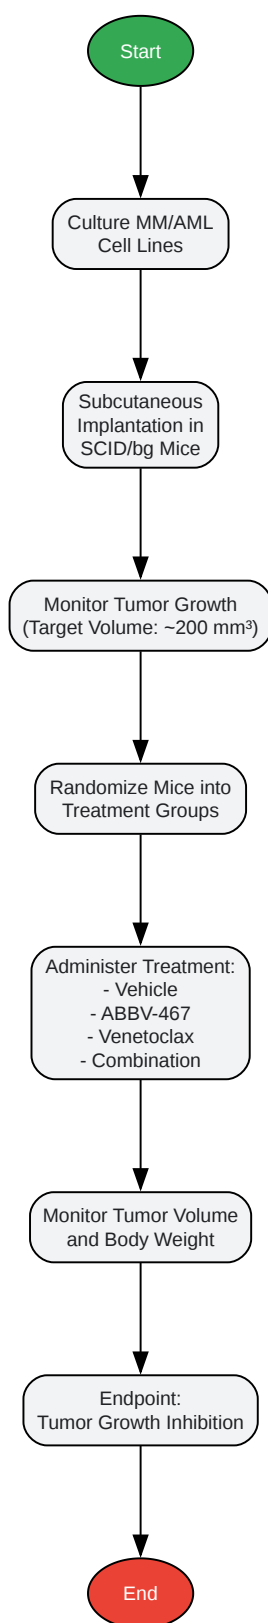 Start
Culture MM/AML
Cell Lines
Subcutaneous
Implantation in
SCID/bg Mice
Monitor Tumor Growth
(Target Volume: ~200 mm³)
Randomize Mice into
Treatment Groups
Administer Treatment:
- Vehicle
- ABBV-467
- Venetoclax
- Combination
Monitor Tumor Volume
and Body Weight
Endpoint:
Tumor Growth Inhibition
End